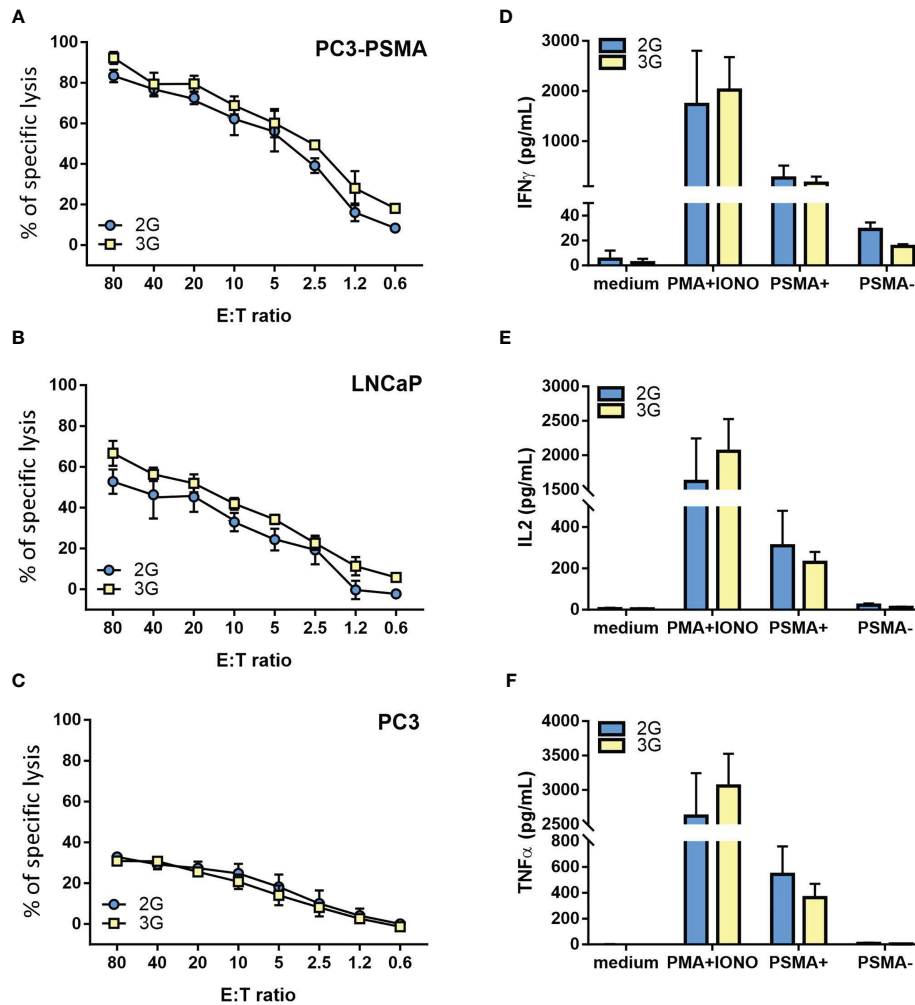 A
PC3-PSMA
% of specific lysis
100
80
60
40
20
0
2G
3G
80 40 20 10 5 2.5 1.2 0.6
E:T ratio
B
LNCaP
% of specific lysis
100
80
60
40
20
0
2G
3G
80 40 20 10 5 2.5 1.2 0.6
E:T ratio
C
PC3
% of specific lysis
100
80
60
40
20
0
2G
3G
80 40 20 10 5 2.5 1.2 0.6
E:T ratio
D
2G
3G
IFNγ (pg/mL)
3000
2000
1000
40
20
0
medium PMA+IONO PSMA+ PSMA-
E
2G
3G
IL2 (pg/mL)
3000
2500
2000
1500
400
200
0
medium PMA+IONO PSMA+ PSMA-
F
2G
3G
TNFα (pg/mL)
4000
3500
3000
2500
800
600
400
200
0
medium PMA+IONO PSMA+ PSMA-